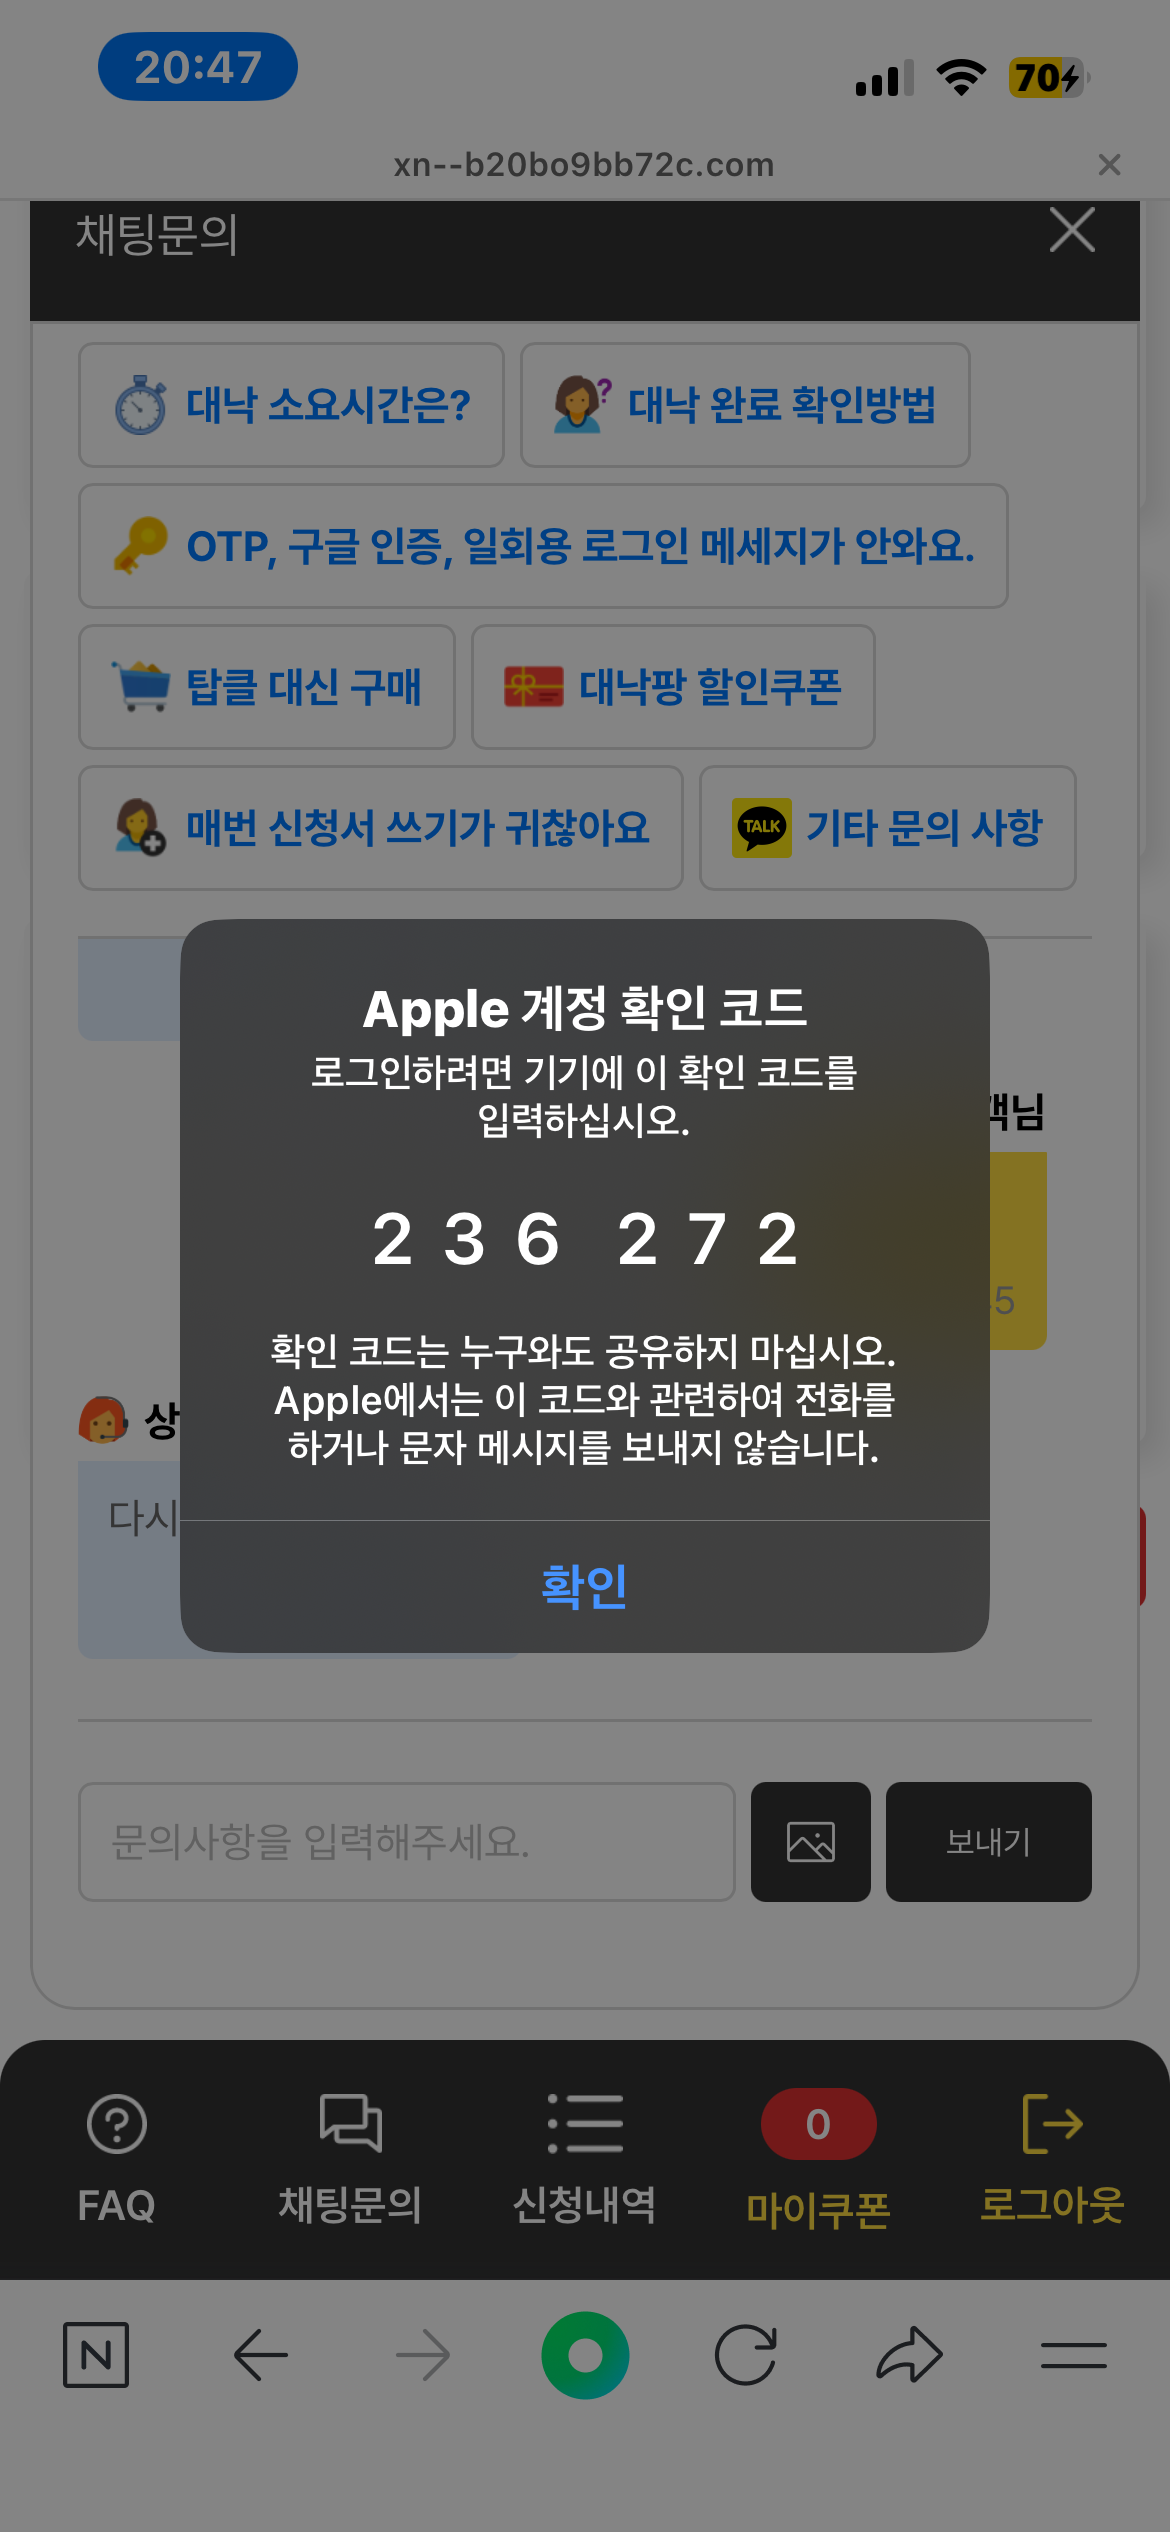 20:47
70
xn--b20bo9bb72c.com
채팅문의
대낙 소요시간은?
대낙 완료 확인방법
OTP, 구글 인증, 일회용 로그인 메세지가 안와요.
탑클 대신 구매
대낙팡 할인쿠폰
매번 신청서 쓰기가 귀찮아요
TALK
기타 문의 사항
Apple 계정 확인 코드
로그인하려면 기기에 이 확인 코드를
입력하십시오.
객님
236 272
45
확인 코드는 누구와도 공유하지 마십시오.
Apple에서는 이 코드와 관련하여 전화를
하거나 문자 메시지를 보내지 않습니다.
상
다시
확인
문의사항을 입력해주세요.
보내기
0
FAQ
채팅문의
신청내역
마이쿠폰
로그아웃
N